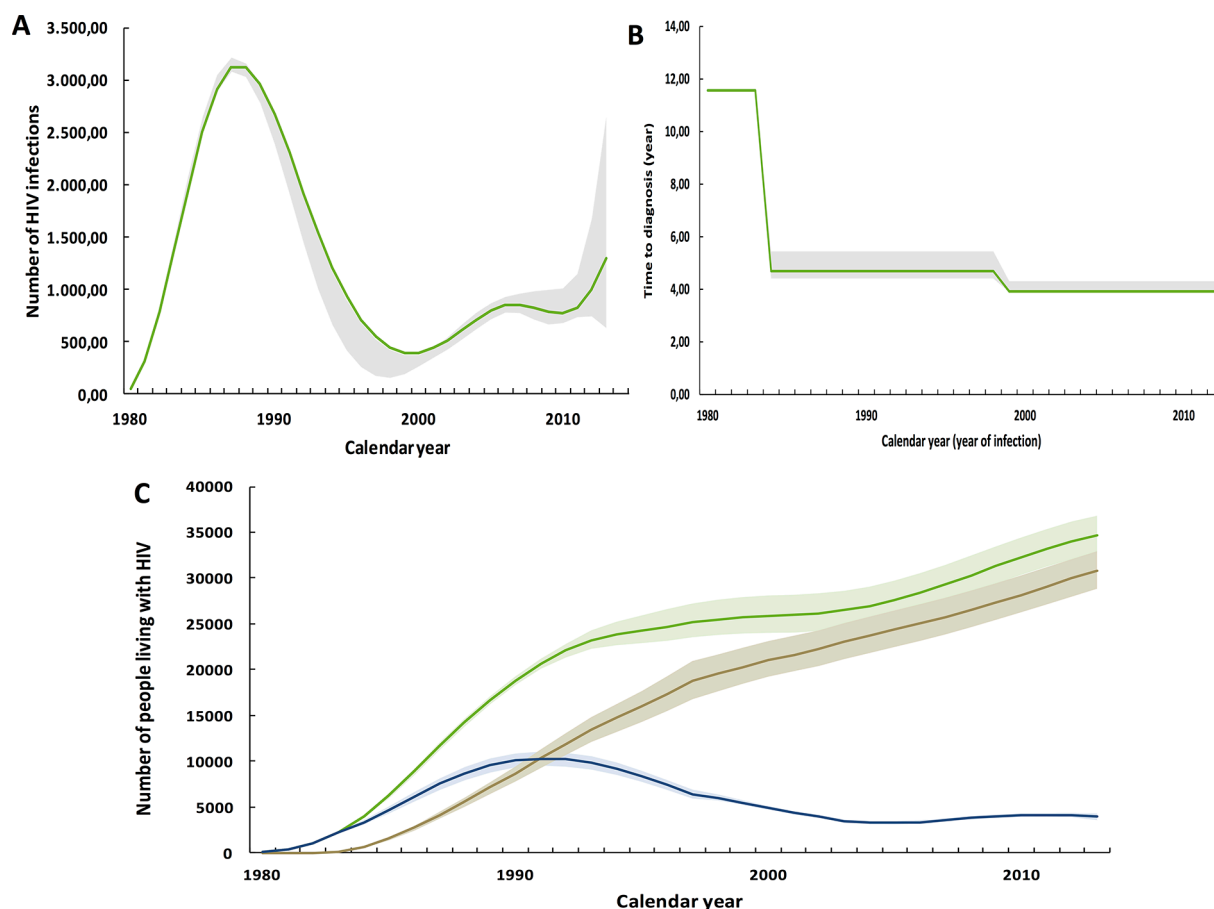 A
Number of HIV infections
3.500,00
3.000,00
2.500,00
2.000,00
1.500,00
1.000,00
500,00
0,00
1980 1990 2000 2010
Calendar year
B
Time to diagnosis (year)
14,00
12,00
10,00
8,00
6,00
4,00
2,00
0,00
1980 1990 2000 2010
Calendar year (year of infection)
C
Number of people living with HIV
40000
35000
30000
25000
20000
15000
10000
5000
0
1980 1990 2000 2010
Calendar year